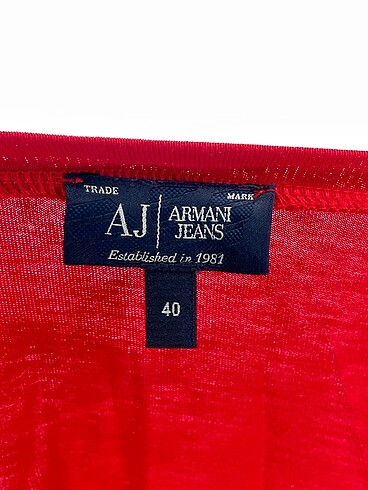 TRADE MARK
AJ ARMANI
JEANS
Established in 1981
40